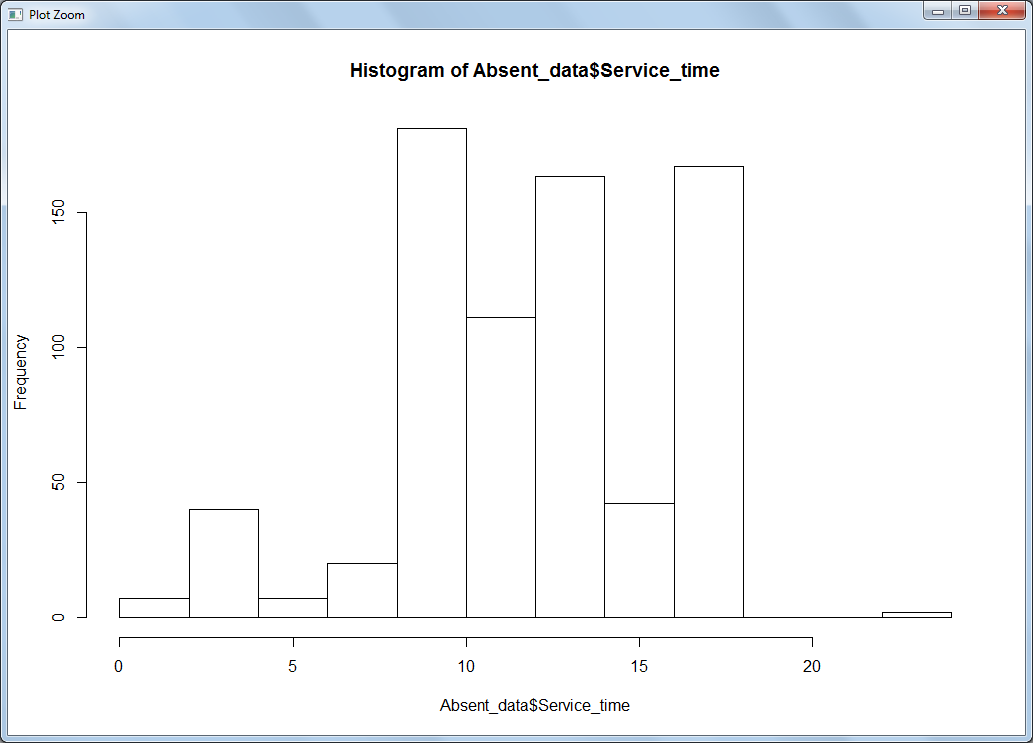 Plot Zoom
Histogram of Absent_data$Service_time
150
100
50
0
Frequency
0 5 10 15 20
Absent_data$Service_time